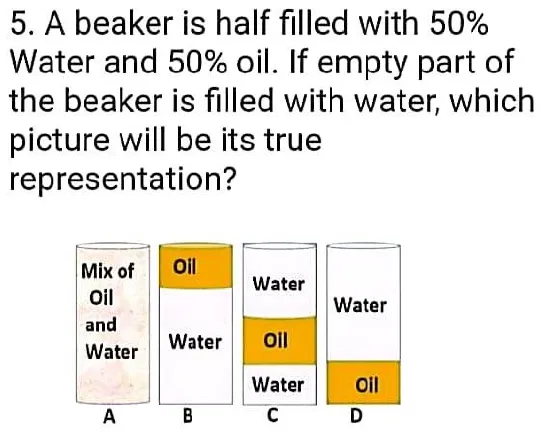 5. A beaker is half filled with 50%
Water and 50% oil. If empty part of
the beaker is filled with water, which
picture will be its true
representation?
Mix of
Oil
and
Water
Oil
Water
Water
Oil
Water
Water
Oil
A B C D